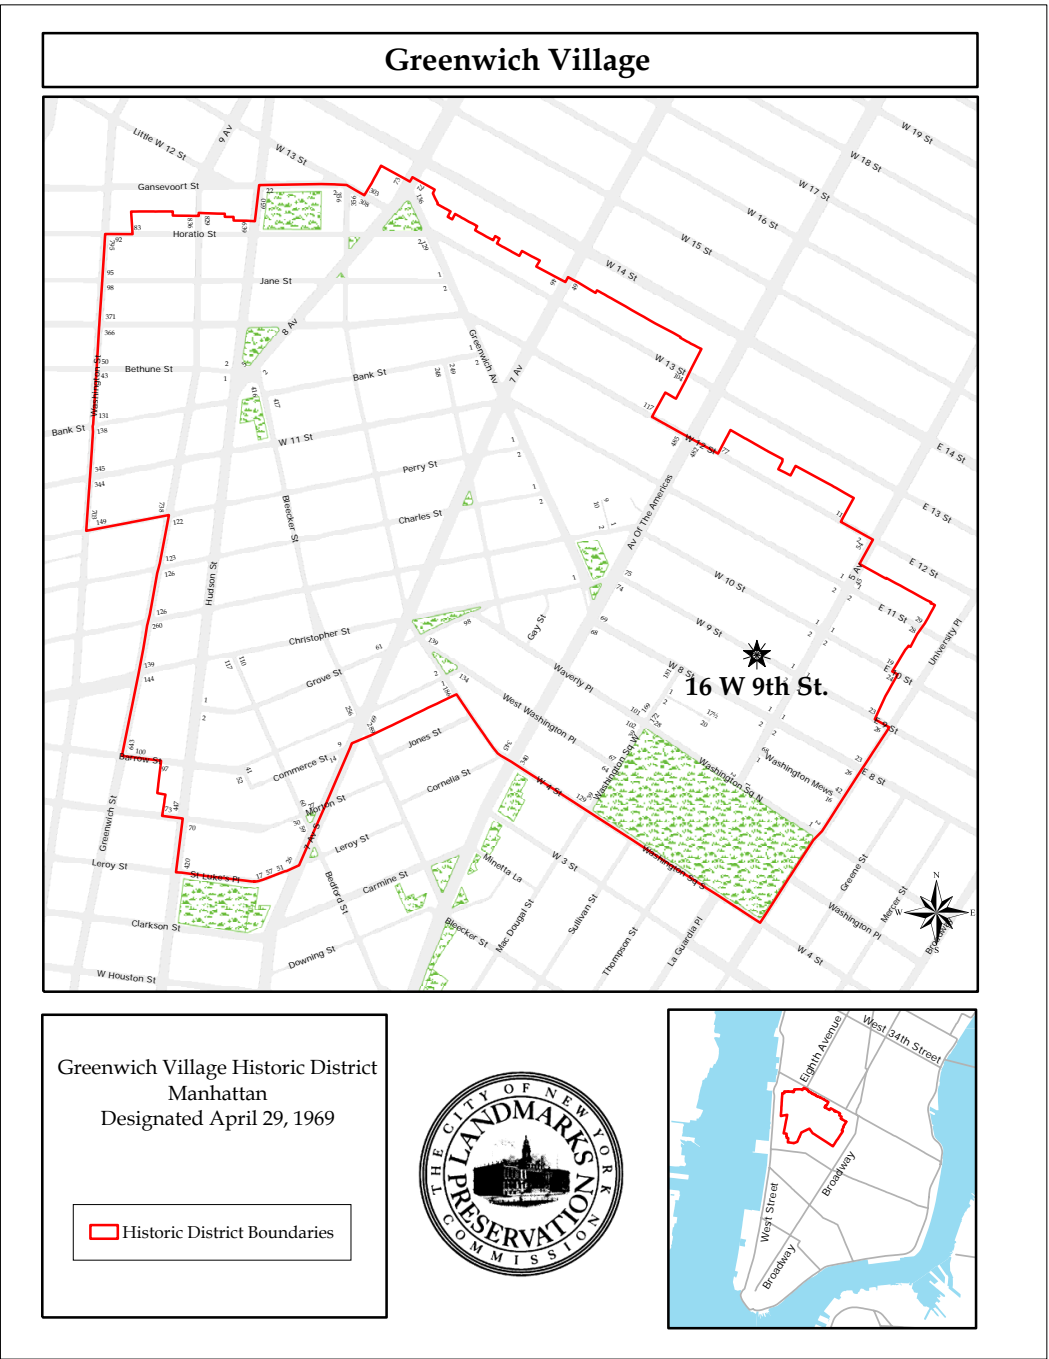 Greenwich Village
W 19 St
W 18 St
W 17 St
W 16 St
W 15 St
W 14 St
W 13 St
9 Av
Little W 12 St
W 13 St
Gansevoort St
Horatio St
Jane St
8 Av
Greenwich Av
7 Av
Bethune St
Bank St
Washington St
Bank St
W 11 St
Perry St
Charles St
Bleecker St
Hudson St
W 12 St
Av Of The Americas
E 14 St
E 13 St
E 12 St
5 Av
E 11 St
University Pl
E 10 St
W 10 St
W 9 St
W 8 St
16 W 9th St.
E 9 St
E 8 St
Christopher St
Grove St
Gay St
Waverly Pl
West Washington Pl
Washington Sq W
Washington Sq N
Washington Mews
Jones St
Cornelia St
Commerce St
Barrow St
Morton St
7 Av S
Leroy St
Carmine St
Bedford St
Greenwich St
Leroy St
St Luke's Pl
Clarkson St
W Houston St
Downing St
W 4 St
W 3 St
Minetta La
Bleecker St
Mac Dougal St
Sullivan St
Thompson St
La Guardia Pl
Washington Sq S
Greene St
Mercer St
Washington Pl
W 4 St
Broadway
N
W
E
S
Greenwich Village Historic District
Manhattan
Designated April 29, 1969
Historic District Boundaries
THE CITY OF NEW YORK
LANDMARKS
PRESERVATION
COMMISSION
Eighth Avenue
West 34th Street
West Street
Broadway
Broadway